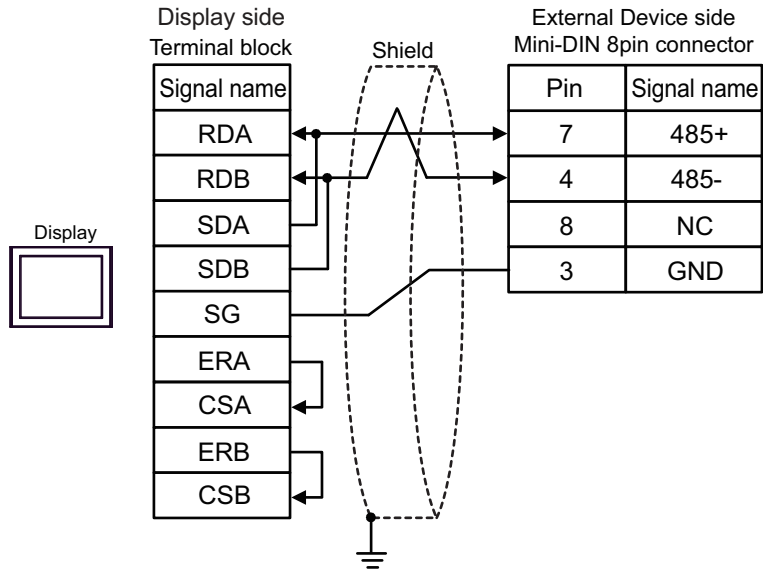 Display side
Terminal block
Shield
External Device side
Mini-DIN 8pin connector
Signal name
Pin Signal name
RDA
7 485+
RDB
4 485-
SDA
8 NC
Display
SDB
3 GND
SG
ERA
CSA
ERB
CSB